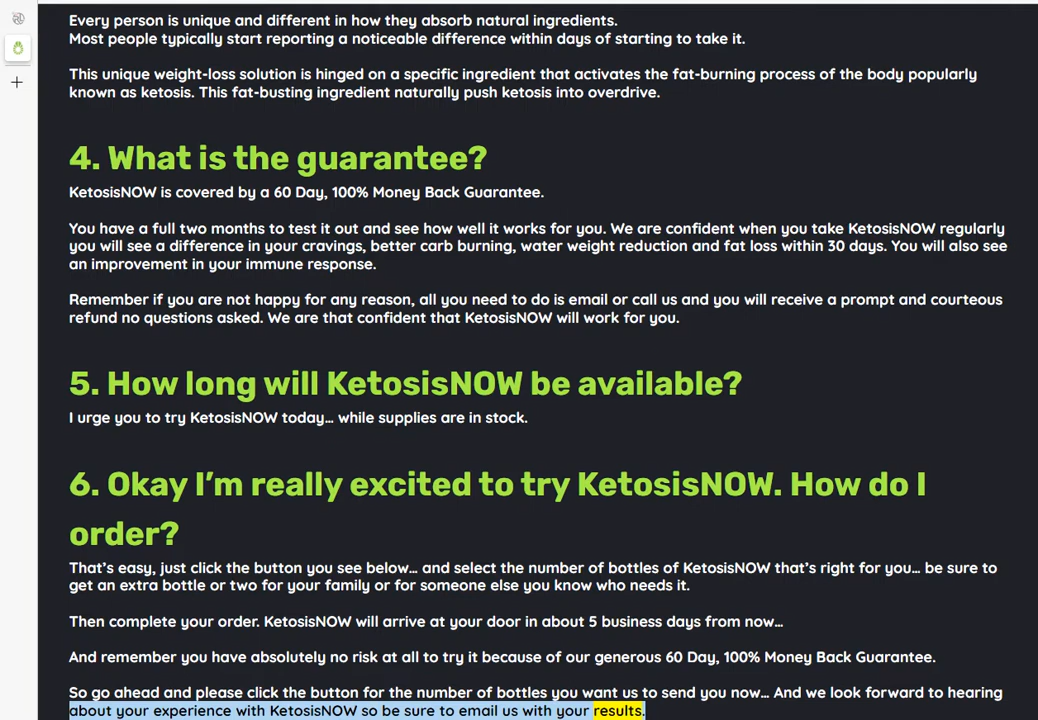 Every person is unique and different in how they absorb natural ingredients.
Most people typically start reporting a noticeable difference within days of starting to take it.
This unique weight-loss solution is hinged on a specific ingredient that activates the fat-burning process of the body popularly
known as ketosis. This fat-busting ingredient naturally push ketosis into overdrive.
4. What is the guarantee?
KetosisNOW is covered by a 60 Day, 100% Money Back Guarantee.
You have a full two months to test it out and see how well it works for you. We are confident when you take KetosisNOW regularly
you will see a difference in your cravings, better carb burning, water weight reduction and fat loss within 30 days. You will also see
an improvement in your immune response.
Remember if you are not happy for any reason, all you need to do is email or call us and you will receive a prompt and courteous
refund no questions asked. We are that confident that KetosisNOW will work for you.
5. How long will KetosisNOW be available?
I urge you to try KetosisNOW today… while supplies are in stock.
6. Okay I’m really excited to try KetosisNOW. How do I
order?
That’s easy, just click the button you see below… and select the number of bottles of KetosisNOW that’s right for you… be sure to
get an extra bottle or two for your family or for someone else you know who needs it.
Then complete your order. KetosisNOW will arrive at your door in about 5 business days from now…
And remember you have absolutely no risk at all to try it because of our generous 60 Day, 100% Money Back Guarantee.
So go ahead and please click the button for the number of bottles you want us to send you now… And we look forward to hearing
about your experience with KetosisNOW so be sure to email us with your results.